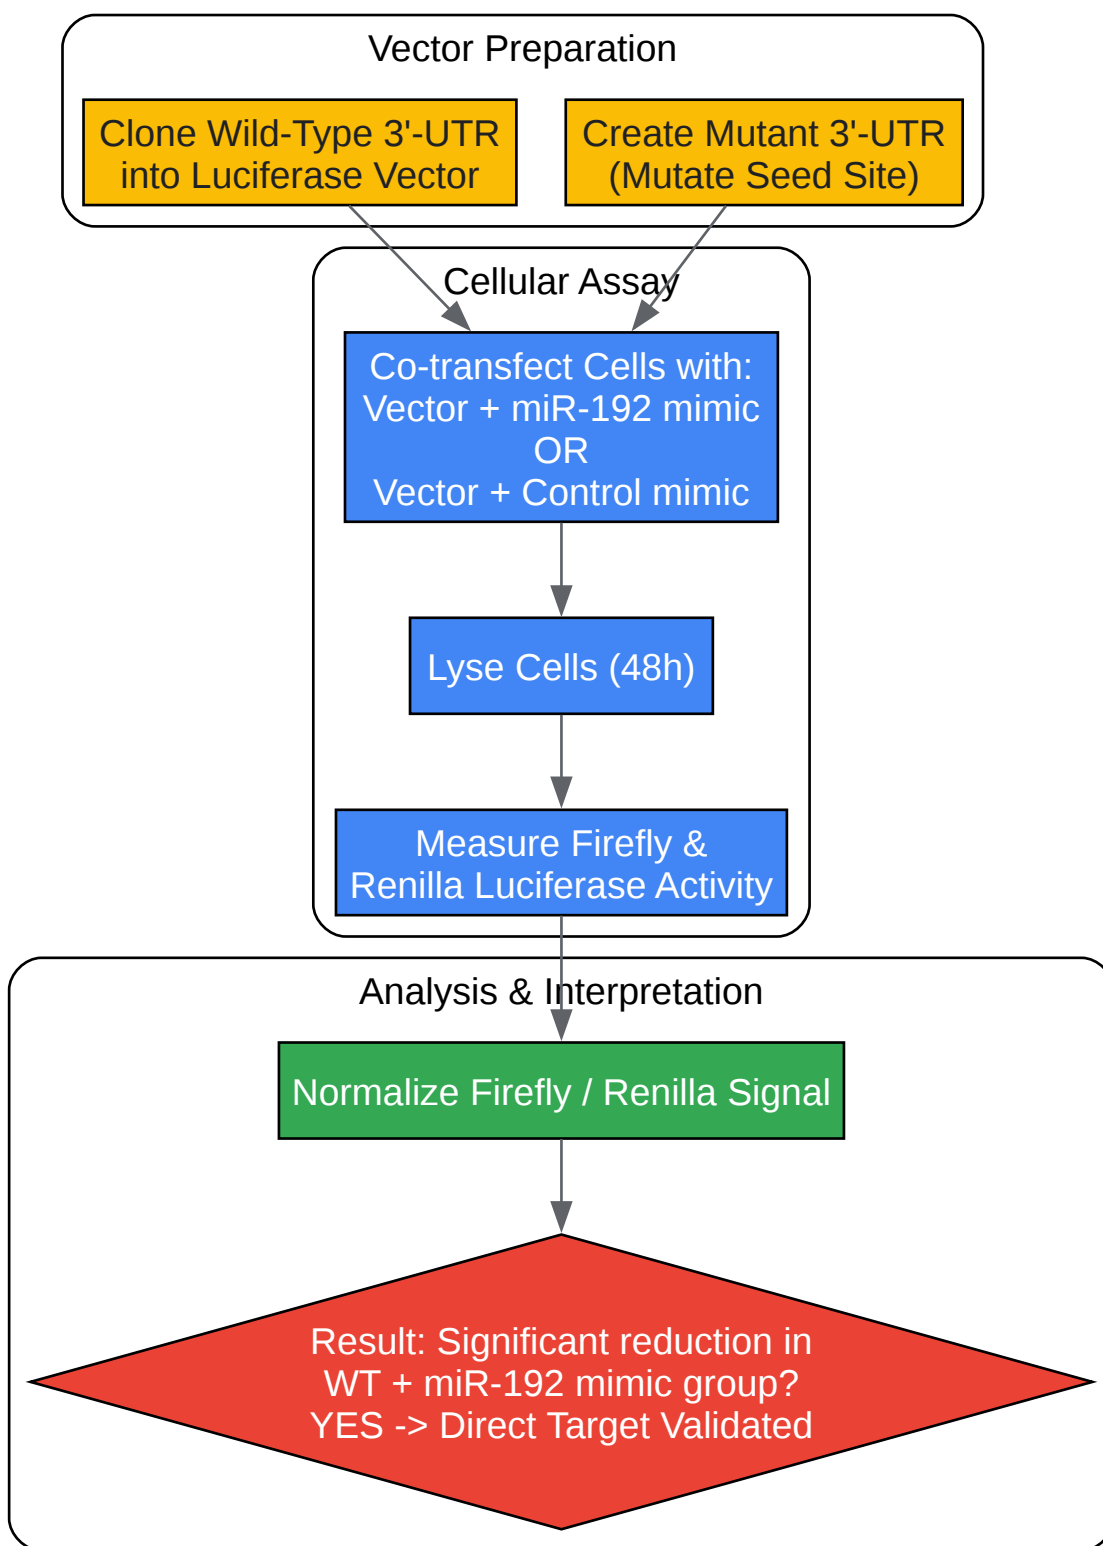 Vector Preparation
Clone Wild-Type 3'-UTR
into Luciferase Vector
Create Mutant 3'-UTR
(Mutate Seed Site)
Cellular Assay
Co-transfect Cells with:
Vector + miR-192 mimic
OR
Vector + Control mimic
Lyse Cells (48h)
Measure Firefly &
Renilla Luciferase Activity
Analysis & Interpretation
Normalize Firefly / Renilla Signal
Result: Significant reduction in
WT + miR-192 mimic group?
YES -> Direct Target Validated